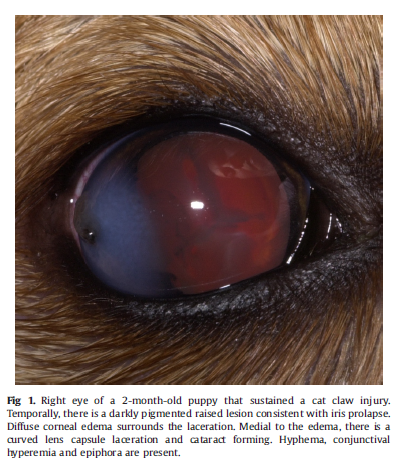 Fig 1. Right eye of a 2-month-old puppy that sustained a cat claw injury.
Temporally, there is a darkly pigmented raised lesion consistent with iris prolapse.
Diffuse corneal edema surrounds the laceration. Medial to the edema, there is a
curved lens capsule laceration and cataract forming. Hyphema, conjunctival
hyperemia and epiphora are present.